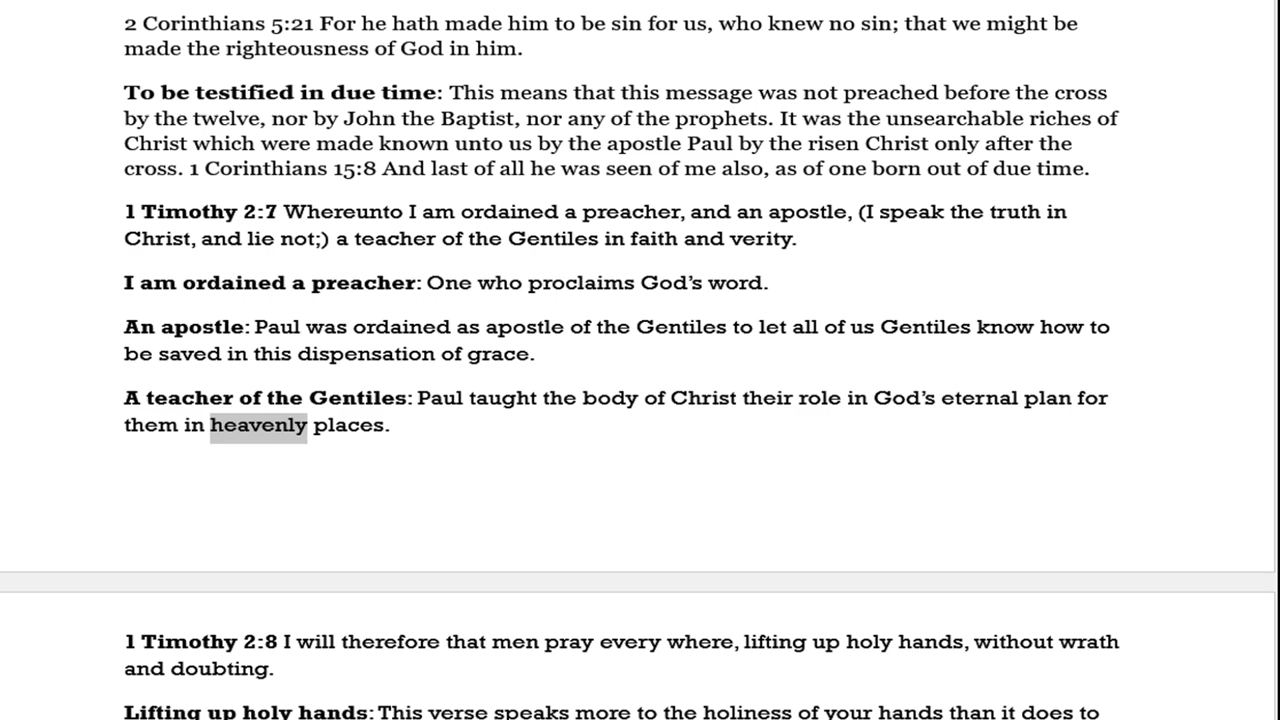 2 Corinthians 5:21 For he hath made him to be sin for us, who knew no sin; that we might be
made the righteousness of God in him.
To be testified in due time: This means that this message was not preached before the cross
by the twelve, nor by John the Baptist, nor any of the prophets. It was the unsearchable riches of
Christ which were made known unto us by the apostle Paul by the risen Christ only after the
cross. 1 Corinthians 15:8 And last of all he was seen of me also, as of one born out of due time.
1 Timothy 2:7 Whereunto I am ordained a preacher, and an apostle, (I speak the truth in
Christ, and lie not;) a teacher of the Gentiles in faith and verity.
I am ordained a preacher: One who proclaims God's word.
An apostle: Paul was ordained as apostle of the Gentiles to let all of us Gentiles know how to
be saved in this dispensation of grace.
A teacher of the Gentiles: Paul taught the body of Christ their role in God's eternal plan for
them in heavenly places.
1 Timothy 2:8 I will therefore that men pray every where, lifting up holy hands, without wrath
and doubting.
Lifting up holy hands: This verse speaks more to the holiness of your hands than it does to